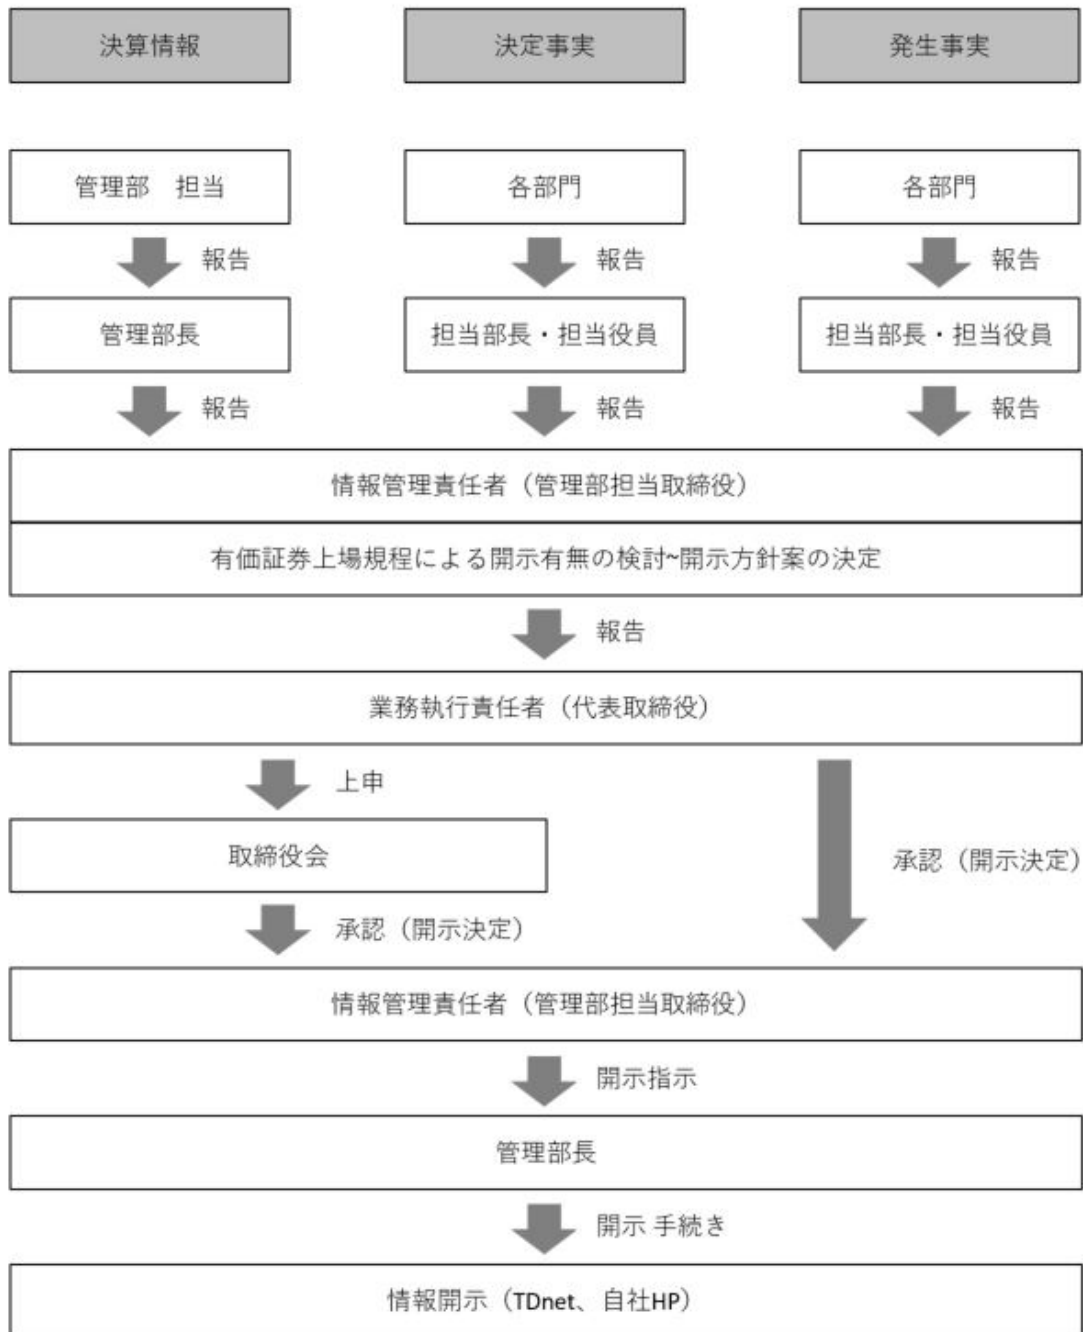 決算情報
決定事実
発生事実
管理部　担当
各部門
各部門
報告
報告
報告
管理部長
担当部長・担当役員
担当部長・担当役員
報告
報告
報告
情報管理責任者（管理部担当取締役）
有価証券上場規程による開示有無の検討~開示方針案の決定
報告
業務執行責任者（代表取締役）
上申
取締役会
承認（開示決定）
承認（開示決定）
情報管理責任者（管理部担当取締役）
開示指示
管理部長
開示 手続き
情報開示（TDnet、自社HP）